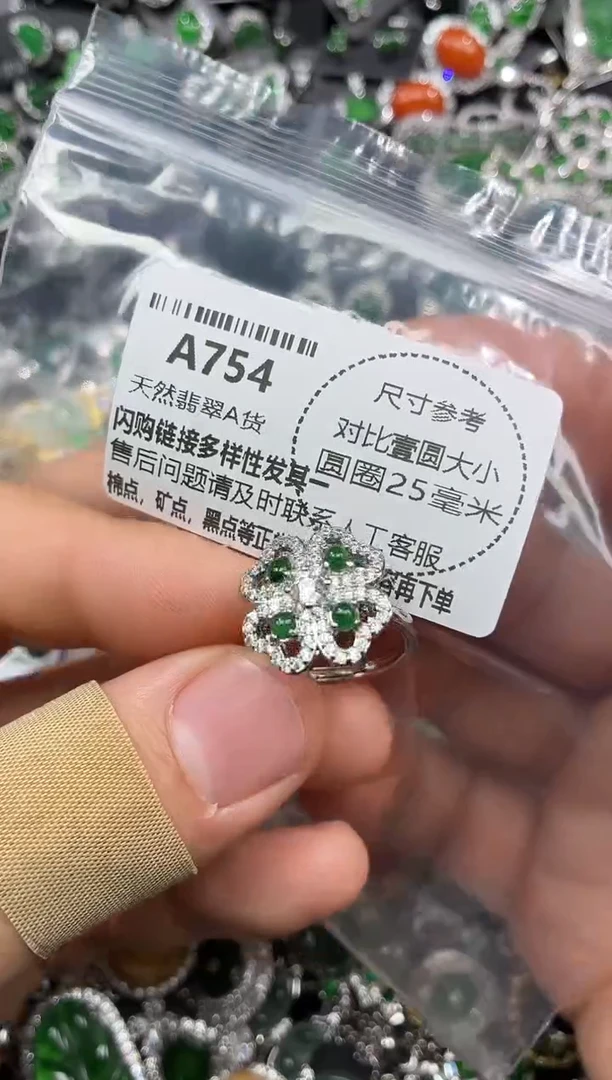 A754
天然翡翠A货
闪购链接多样性发其一
售后问题请及时联系人工客服
棉点，矿点，黑点等正
容再下单
尺寸参考
对比壹圆大小
圆圈25毫米